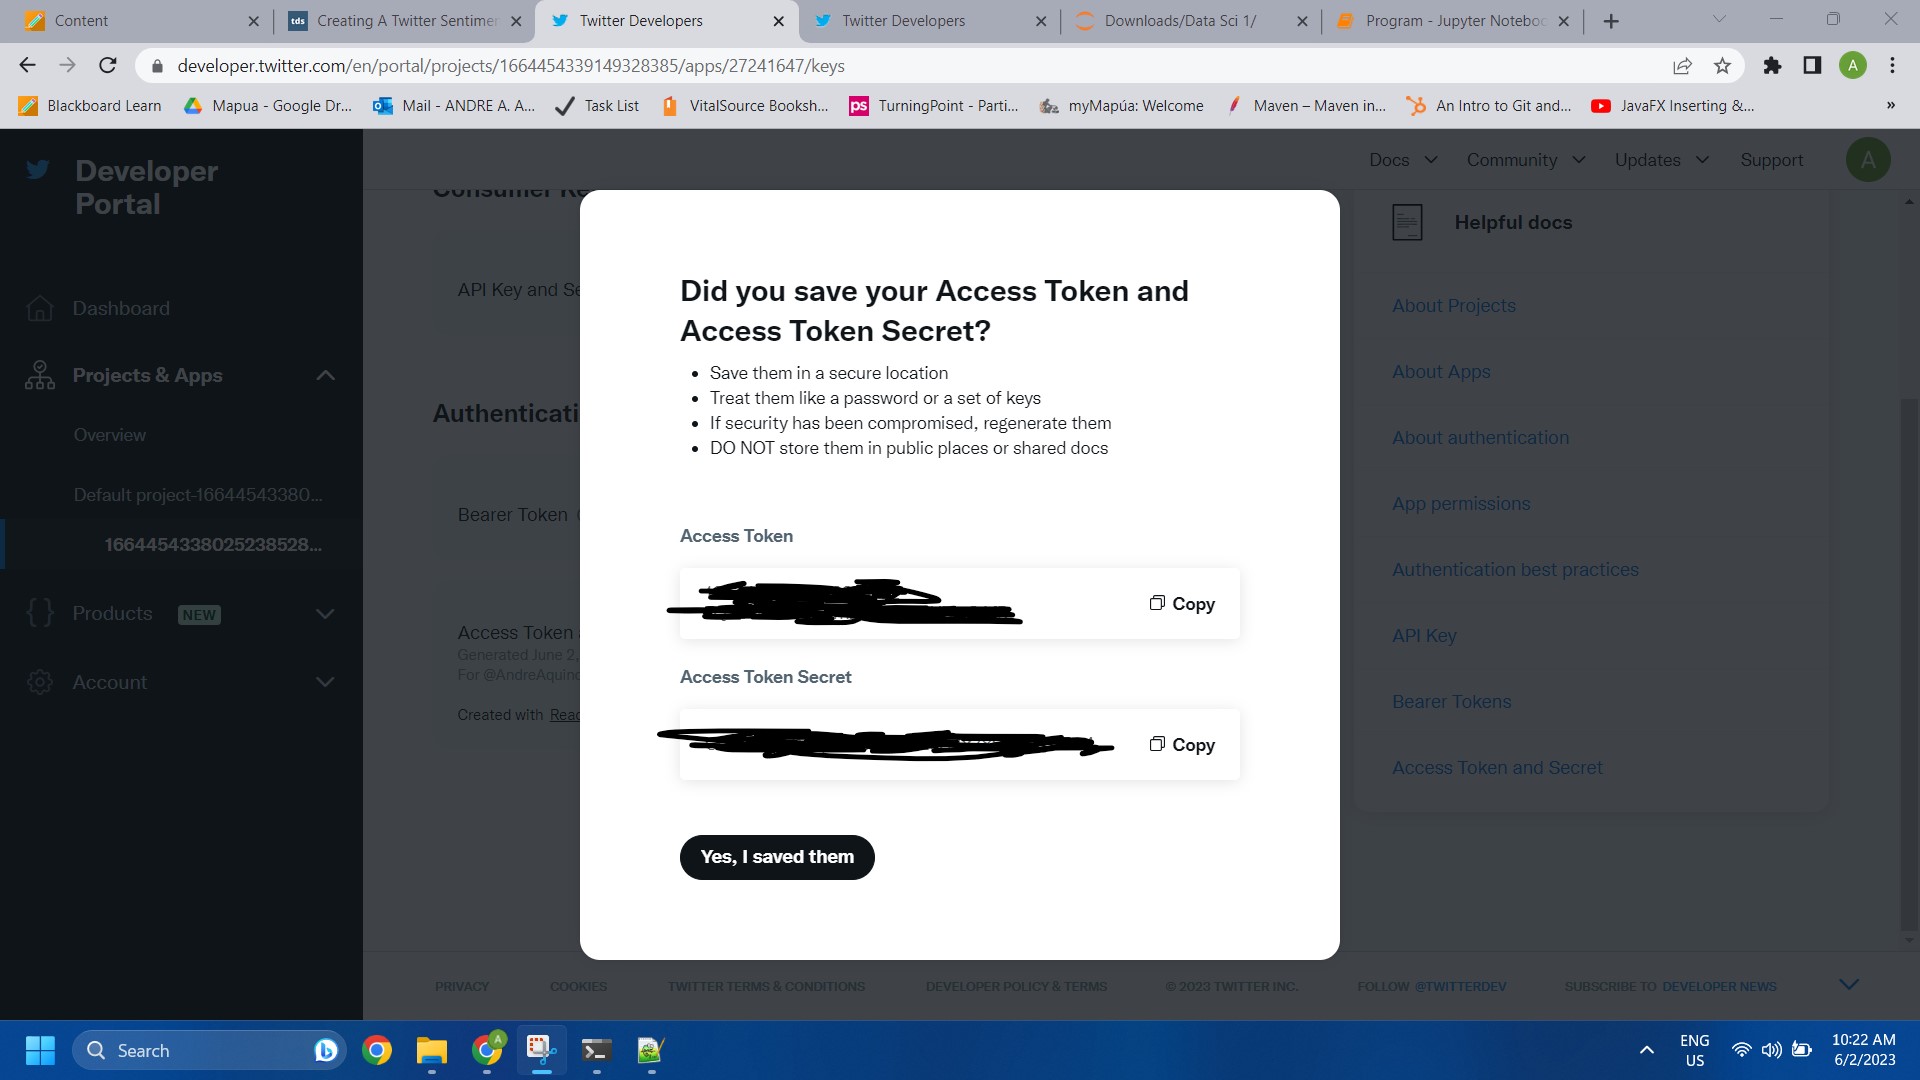 Content
tds Creating A Twitter Sentimen
Twitter Developers
Twitter Developers
Downloads/Data Sci 1/
Program - Jupyter Noteboo
developer.twitter.com/en/portal/projects/1664454339149328385/apps/27241647/keys
A
Blackboard Learn
Mapua - Google Dr...
Mail - ANDRE A. A...
Task List
VitalSource Booksh...
ps TurningPoint - Parti...
myMapúa: Welcome
Maven – Maven in...
An Intro to Git and...
JavaFX Inserting &...
»
Developer
Portal
Docs
Community
Updates
Support
A
Dashboard
Projects & Apps
Overview
Default project-16644543380...
1664454338025238528...
Products NEW
Account
Consumer Ke
API Key and Se
Authenticati
Bearer Token
Access Token
Generated June 2,
For @AndreAquino
Created with Read
Did you save your Access Token and
Access Token Secret?
• Save them in a secure location
• Treat them like a password or a set of keys
• If security has been compromised, regenerate them
• DO NOT store them in public places or shared docs
Access Token
Copy
Access Token Secret
Copy
Yes, I saved them
Helpful docs
About Projects
About Apps
About authentication
App permissions
Authentication best practices
API Key
Bearer Tokens
Access Token and Secret
PRIVACY
COOKIES
TWITTER TERMS & CONDITIONS
DEVELOPER POLICY & TERMS
© 2023 TWITTER INC.
FOLLOW @TWITTERDEV
SUBSCRIBE TO DEVELOPER NEWS
Search
A
ENG
US
10:22 AM
6/2/2023